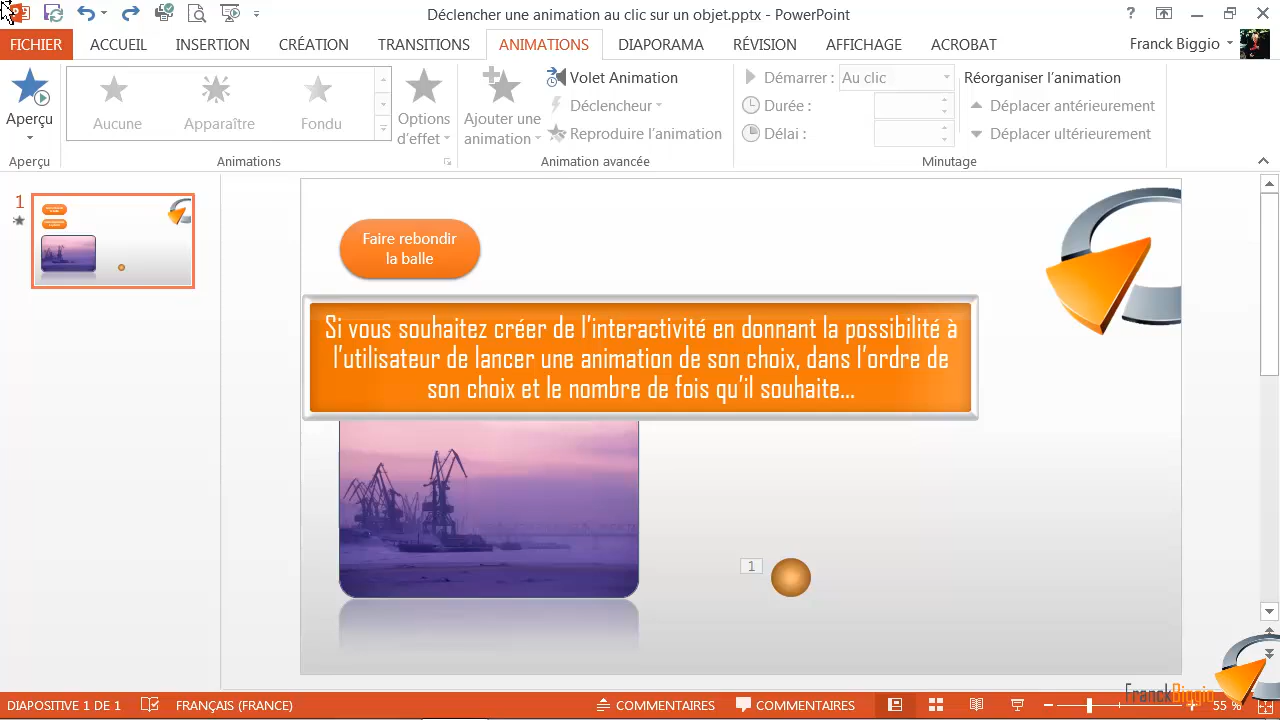 Déclencher une animation au clic sur un objet.pptx - PowerPoint
?
FICHIER ACCUEIL INSERTION CRÉATION TRANSITIONS ANIMATIONS DIAPORAMA RÉVISION AFFICHAGE ACROBAT Franck Biggio
Aperçu
Aperçu
Aucune Apparaître Fondu
Options d'effet
Animations
Ajouter une animation
Volet Animation
Déclencheur
Reproduire l'animation
Animation avancée
Démarrer : Au clic
Durée :
Délai :
Réorganiser l'animation
Déplacer antérieurement
Déplacer ultérieurement
Minutage
1
Faire rebondir
la balle
Si vous souhaitez créer de l'interactivité en donnant la possibilité à
l'utilisateur de lancer une animation de son choix, dans l'ordre de
son choix et le nombre de fois qu'il souhaite...
1
FranckBiggio
DIAPOSITIVE 1 DE 1 FRANÇAIS (FRANCE) COMMENTAIRES COMMENTAIRES 55 %